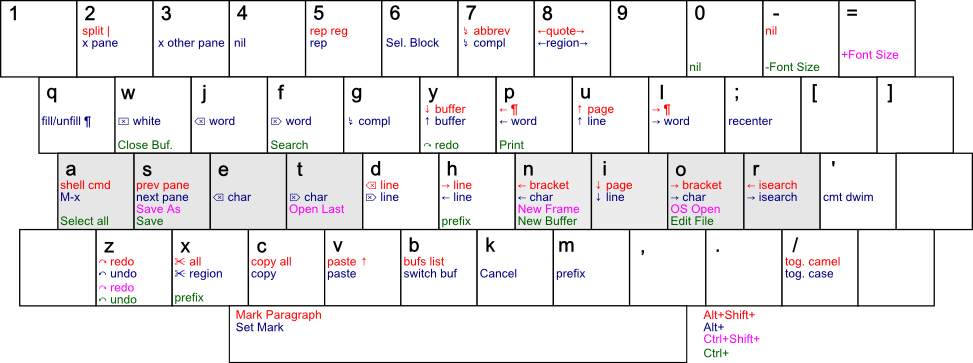 1
2
split |
x pane
3
x other pane
4
nil
5
rep reg
rep
6
Sel. Block
7
↯ abbrev
↯ compl
8
←quote→
←region→
9
0
nil
-
nil
-Font Size
=
+Font Size
q
fill/unfill ¶
w
⌧ white
Close Buf.
j
⌫ word
f
⌦ word
Search
g
↯ compl
y
↓ buffer
↑ buffer
↷ redo
p
← ¶
← word
Print
u
↑ page
↑ line
l
→ ¶
→ word
;
recenter
[
]
a
shell cmd
M-x
Select all
s
prev pane
next pane
Save As
Save
e
⌫ char
t
⌦ char
Open Last
d
⌫ line
⌦ line
h
→ line
← line
prefix
n
← bracket
← char
New Frame
New Buffer
i
↓ page
↓ line
o
→ bracket
→ char
OS Open
Edit File
r
← isearch
→ isearch
'
cmt dwim
z
↷ redo
↶ undo
↷ redo
↶ undo
x
✀ all
✀ region
prefix
c
copy all
copy
v
paste ↑
paste
b
bufs list
switch buf
k
Cancel
m
prefix
,
.
/
tog. camel
tog. case
Mark Paragraph
Set Mark
Alt+Shift+
Alt+
Ctrl+Shift+
Ctrl+